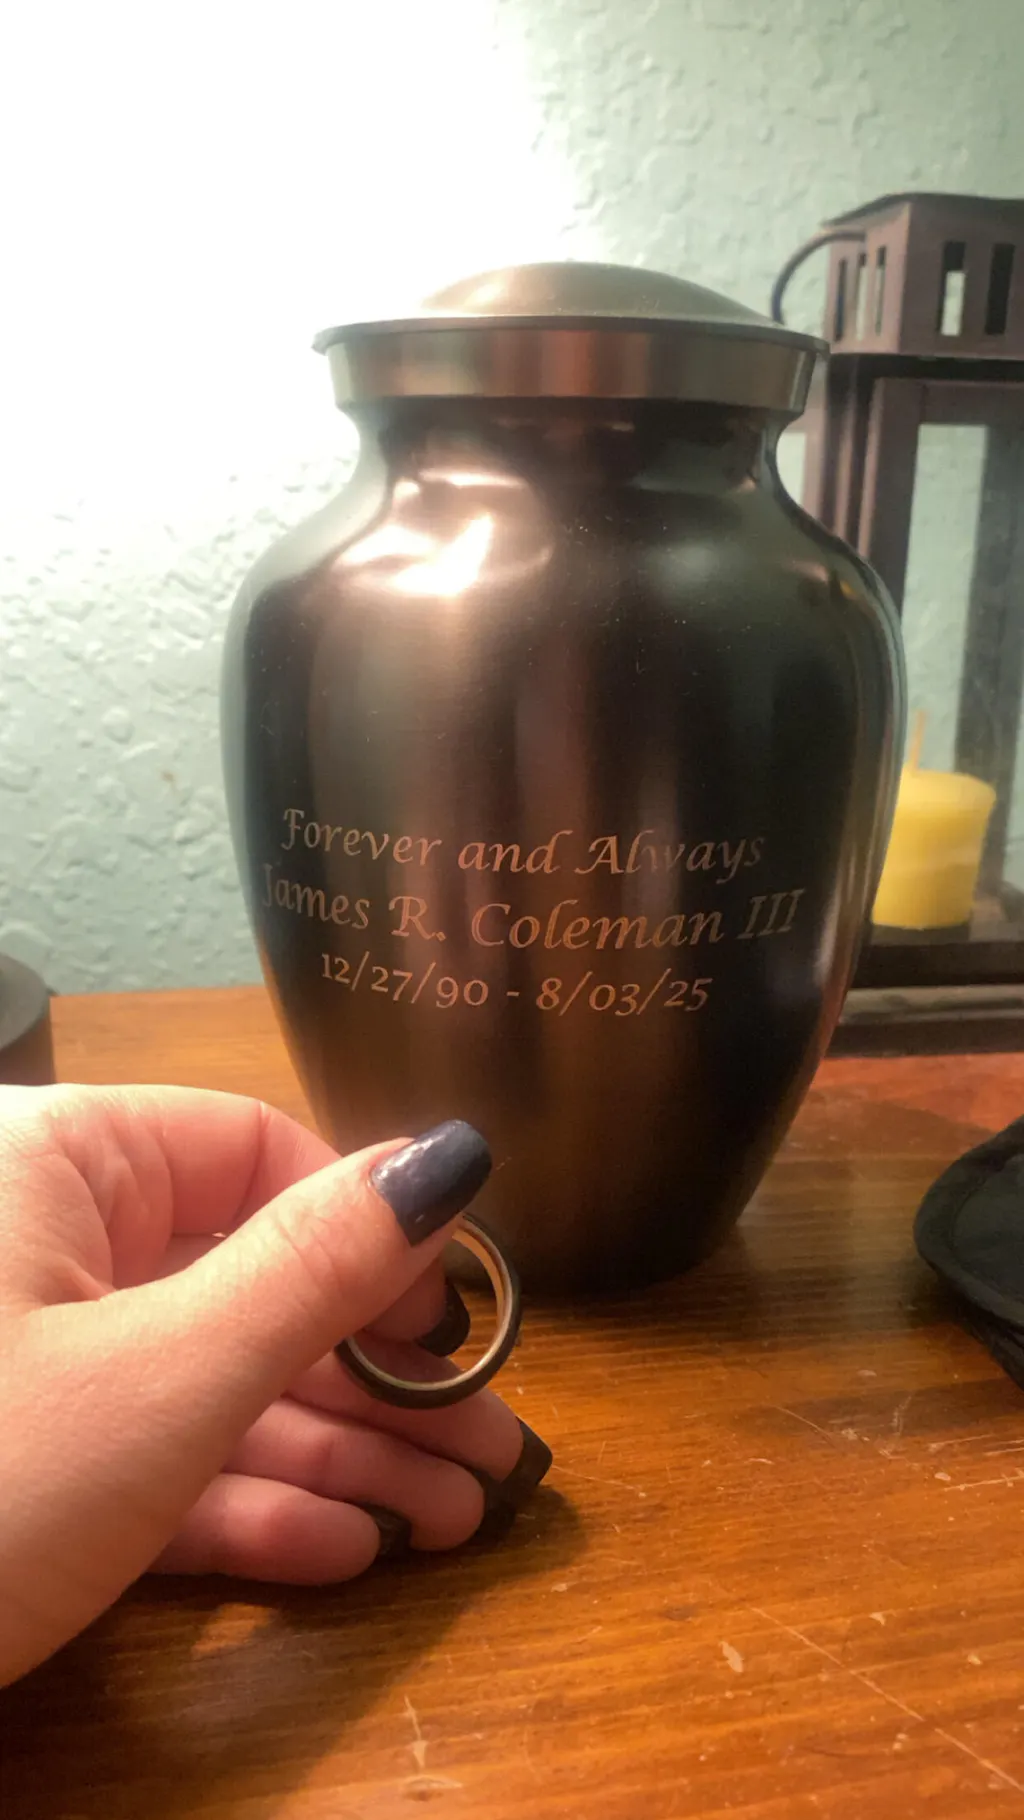 Forever and Always
James R. Coleman III
12/27/90 - 8/03/25